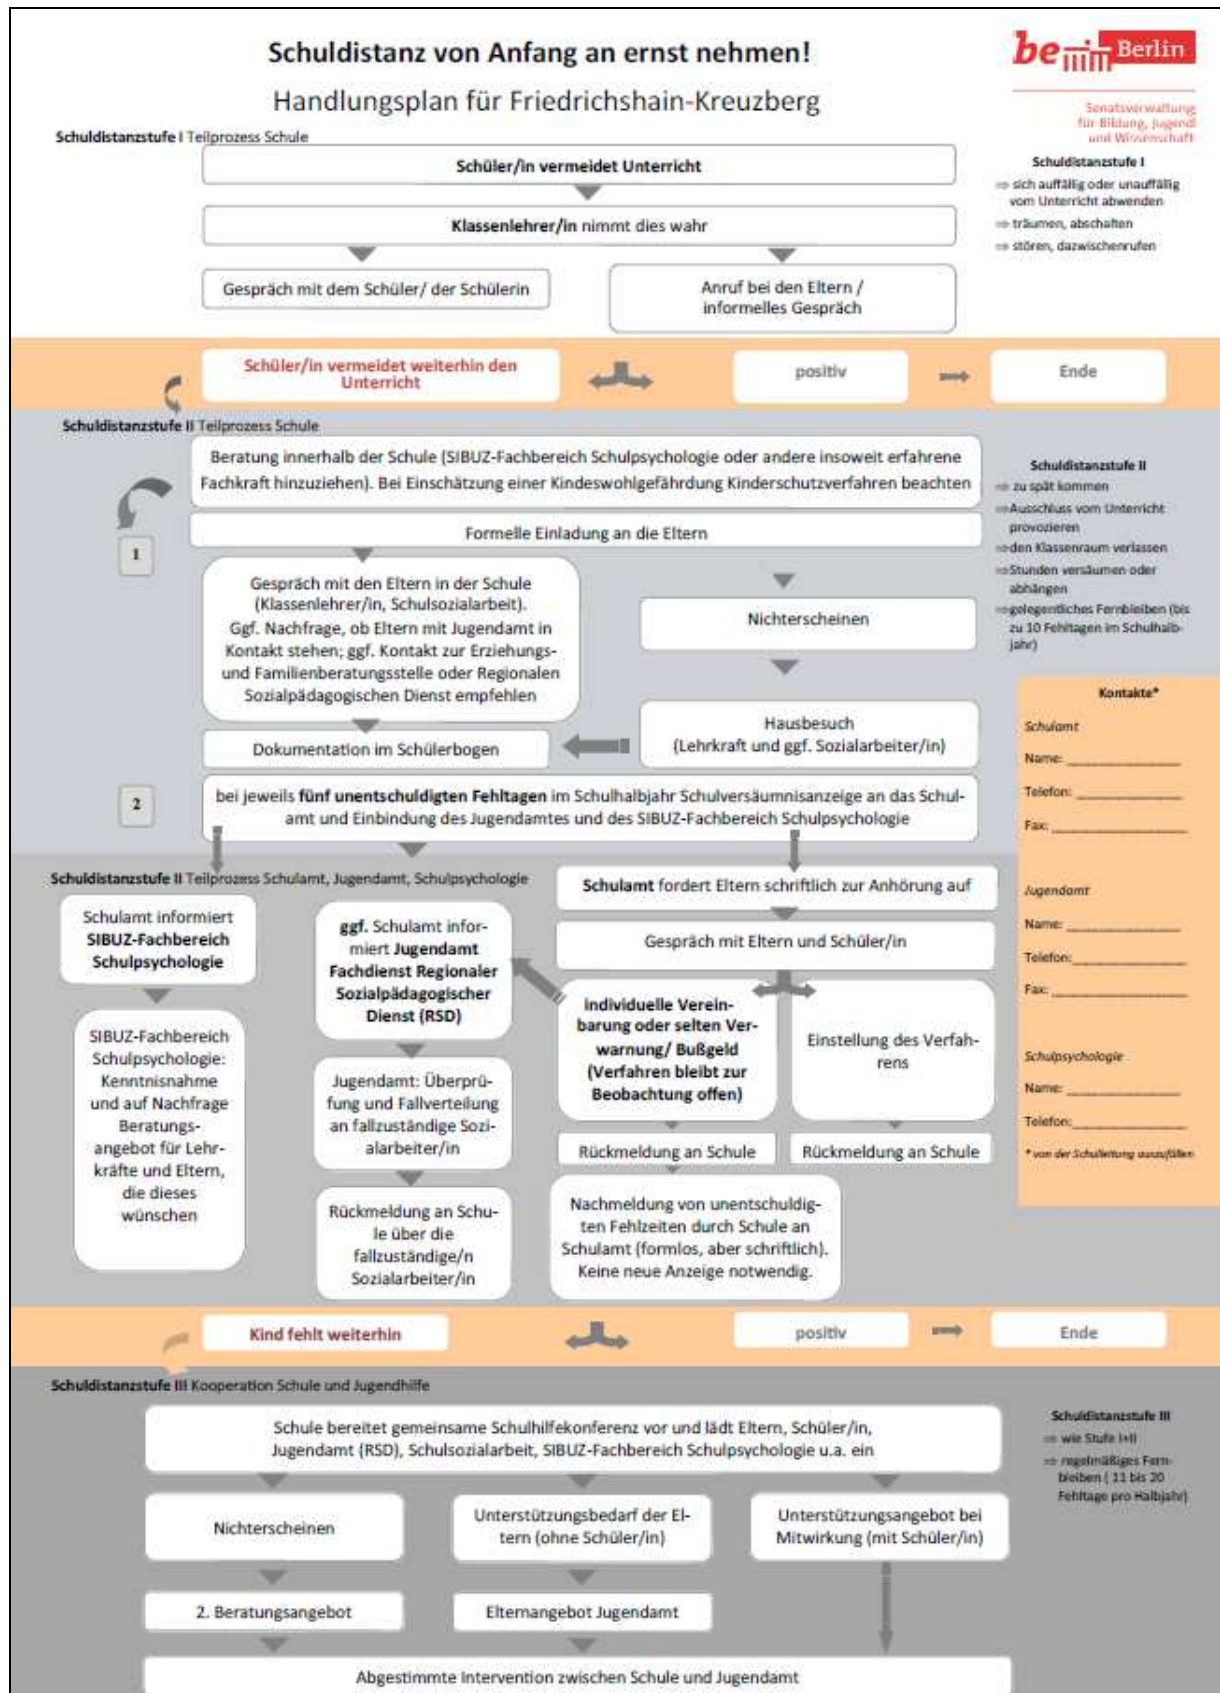 Schuldistanz von Anfang an ernst nehmen!
Handlungsplan für Friedrichshain-Kreuzberg
be Berlin
Senatsverwaltung
für Bildung, Jugend
und Wissenschaft
Schuldistanzstufe I Teilprozess Schule
Schüler/in vermeidet Unterricht
Klassenlehrer/in nimmt dies wahr
Gespräch mit dem Schüler/ der Schülerin
Anruf bei den Eltern /
informelles Gespräch
Schuldistanzstufe I
⇒ sich auffällig oder unauffällig
vom Unterricht abwenden
⇒ träumen, abschalten
⇒ stören, dazwischenrufen
Schüler/in vermeidet weiterhin den
Unterricht
positiv
Ende
Schuldistanzstufe II Teilprozess Schule
Beratung innerhalb der Schule (SIBUZ-Fachbereich Schulpsychologie oder andere insoweit erfahrene
Fachkraft hinzuziehen). Bei Einschätzung einer Kindeswohlgefährdung Kinderschutzverfahren beachten
1
Formelle Einladung an die Eltern
Gespräch mit den Eltern in der Schule
(Klassenlehrer/in, Schulsozialarbeit).
Ggf. Nachfrage, ob Eltern mit Jugendamt in
Kontakt stehen; ggf. Kontakt zur Erziehungs-
und Familienberatungsstelle oder Regionalen
Sozialpädagogischen Dienst empfehlen
Nichterscheinen
Hausbesuch
(Lehrkraft und ggf. Sozialarbeiter/in)
Dokumentation im Schülerbogen
2
bei jeweils fünf unentschuldigten Fehltagen im Schulhalbjahr Schulversäumnisanzeige an das Schul-
amt und Einbindung des Jugendamtes und des SIBUZ-Fachbereich Schulpsychologie
Schuldistanzstufe II
⇒ zu spät kommen
⇒ Ausschluss vom Unterricht
provozieren
⇒ den Klassenraum verlassen
⇒ Stunden versäumen oder
abhängen
⇒ gelegentliches Fernbleiben (bis
zu 10 Fehltagen im Schulhalb-
jahr)
Kontakte*
Schulamt
Name:
Telefon:
Fax:
Jugendamt
Name:
Telefon:
Fax:
Schulpsychologie
Name:
Telefon:
* von der Schulleitung auszufüllen
Schuldistanzstufe II Teilprozess Schulamt, Jugendamt, Schulpsychologie
Schulamt informiert
SIBUZ-Fachbereich
Schulpsychologie
SIBUZ-Fachbereich
Schulpsychologie:
Kenntnisnahme
und auf Nachfrage
Beratungs-
angebot für Lehr-
kräfte und Eltern,
die dieses
wünschen
ggf. Schulamt infor-
miert Jugendamt
Fachdienst Regionaler
Sozialpädagogischer
Dienst (RSD)
Jugendamt: Überprü-
fung und Fallverteilung
an fallzuständige Sozi-
alarbeiter/in
Rückmeldung an Schu-
le über die
fallzuständige/n
Sozialarbeiter/in
Schulamt fordert Eltern schriftlich zur Anhörung auf
Gespräch mit Eltern und Schüler/in
individuelle Verein-
barung oder selten Ver-
warnung/ Bußgeld
(Verfahren bleibt zur
Beobachtung offen)
Einstellung des Verfah-
rens
Rückmeldung an Schule
Rückmeldung an Schule
Nachmeldung von unentschuldig-
ten Fehlzeiten durch Schule an
Schulamt (formlos, aber schriftlich).
Keine neue Anzeige notwendig.
Kind fehlt weiterhin
positiv
Ende
Schuldistanzstufe III Kooperation Schule und Jugendhilfe
Schule bereitet gemeinsame Schulhilfekonferenz vor und lädt Eltern, Schüler/in,
Jugendamt (RSD), Schulsozialarbeit, SIBUZ-Fachbereich Schulpsychologie u.a. ein
Schuldistanzstufe III
⇒ wie Stufe I+II
⇒ regelmäßiges Fern-
bleiben ( 11 bis 20
Fehltage pro Halbjahr)
Nichterscheinen
Unterstützungsbedarf der El-
tern (ohne Schüler/in)
Unterstützungsangebot bei
Mitwirkung (mit Schüler/in)
2. Beratungsangebot
Elternangebot Jugendamt
Abgestimmte Intervention zwischen Schule und Jugendamt